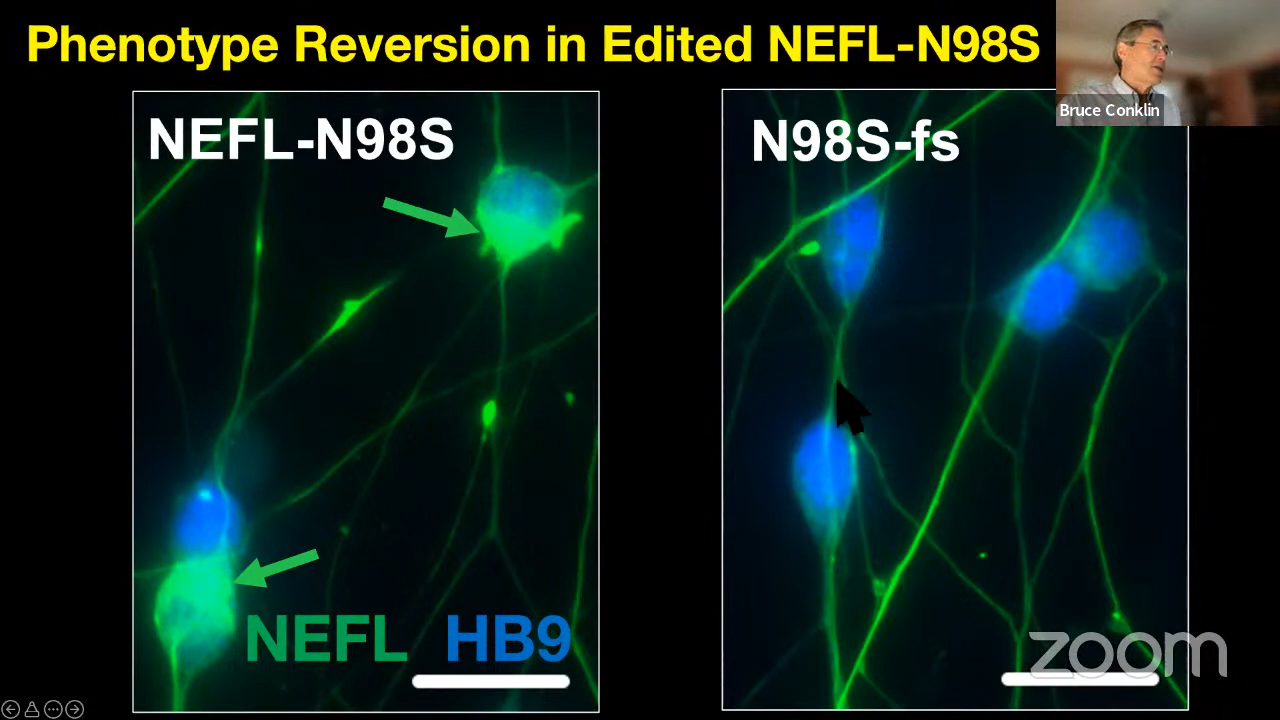 Phenotype Reversion in Edited NEFL-N98S
Bruce Conklin
NEFL-N98S
N98S-fs
NEFL HB9
zoom